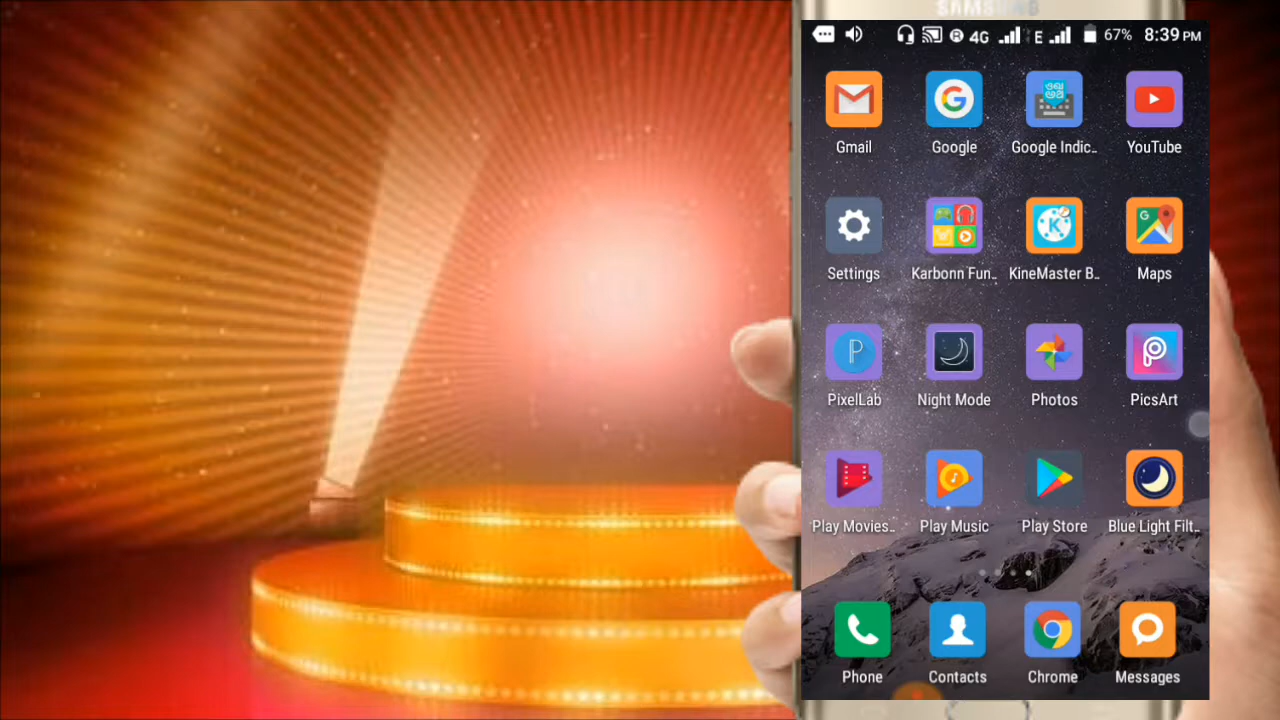 SAMSUNG
4G E 67% 8:39 PM
Gmail Google Google Indic.. YouTube
Settings Karbonn Fun.. KineMaster B.. Maps
PixelLab Night Mode Photos PicsArt
Play Movies.. Play Music Play Store Blue Light Filt..
Phone Contacts Chrome Messages